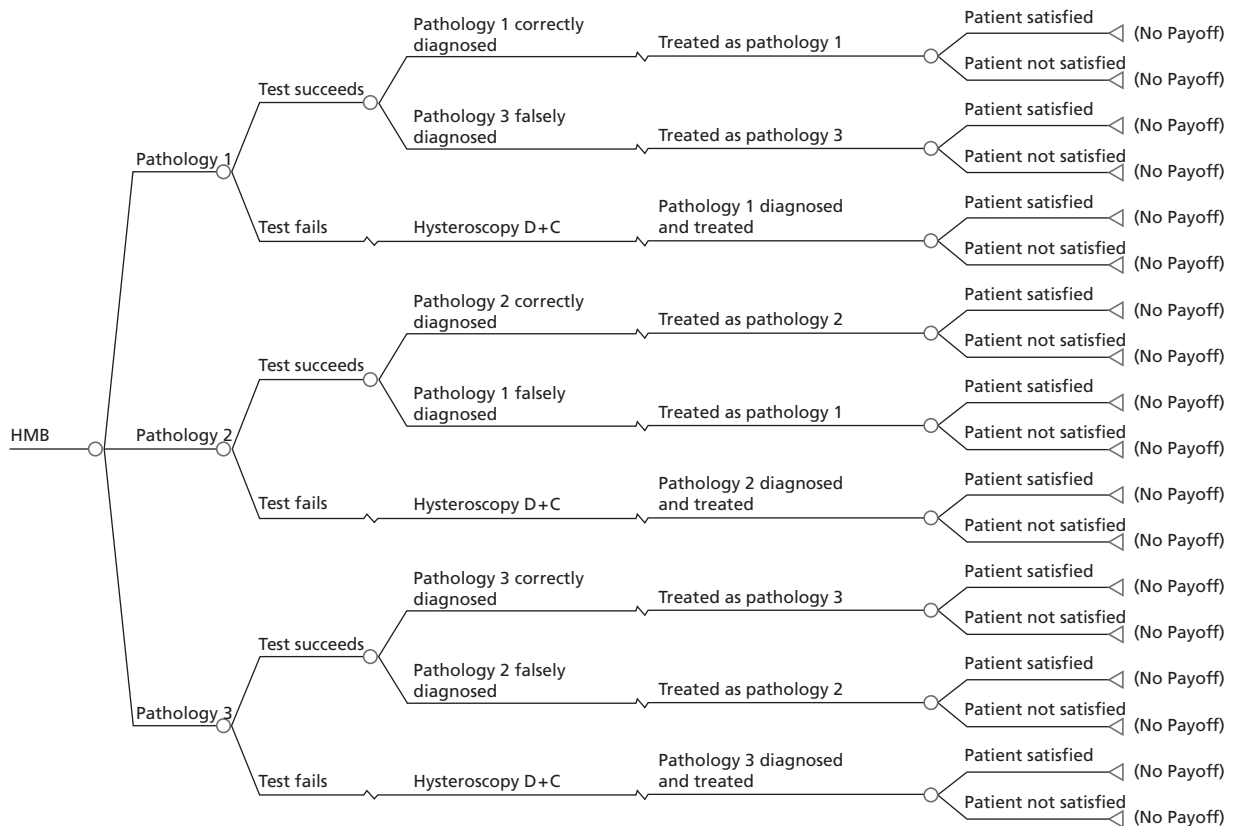 Pathology 1 correctly
diagnosed
Treated as pathology 1
Patient satisfied
(No Payoff)
Patient not satisfied
(No Payoff)
Test succeeds
Pathology 3 falsely
diagnosed
Treated as pathology 3
Patient satisfied
(No Payoff)
Patient not satisfied
(No Payoff)
Pathology 1
Test fails
Hysteroscopy D+C
Pathology 1 diagnosed
and treated
Patient satisfied
(No Payoff)
Patient not satisfied
(No Payoff)
Pathology 2 correctly
diagnosed
Treated as pathology 2
Patient satisfied
(No Payoff)
Patient not satisfied
(No Payoff)
Test succeeds
Pathology 1 falsely
diagnosed
Treated as pathology 1
Patient satisfied
(No Payoff)
Patient not satisfied
(No Payoff)
HMB
Pathology 2
Test fails
Hysteroscopy D+C
Pathology 2 diagnosed
and treated
Patient satisfied
(No Payoff)
Patient not satisfied
(No Payoff)
Pathology 3 correctly
diagnosed
Treated as pathology 3
Patient satisfied
(No Payoff)
Patient not satisfied
(No Payoff)
Test succeeds
Pathology 2 falsely
diagnosed
Treated as pathology 2
Patient satisfied
(No Payoff)
Patient not satisfied
(No Payoff)
Pathology 3
Test fails
Hysteroscopy D+C
Pathology 3 diagnosed
and treated
Patient satisfied
(No Payoff)
Patient not satisfied
(No Payoff)